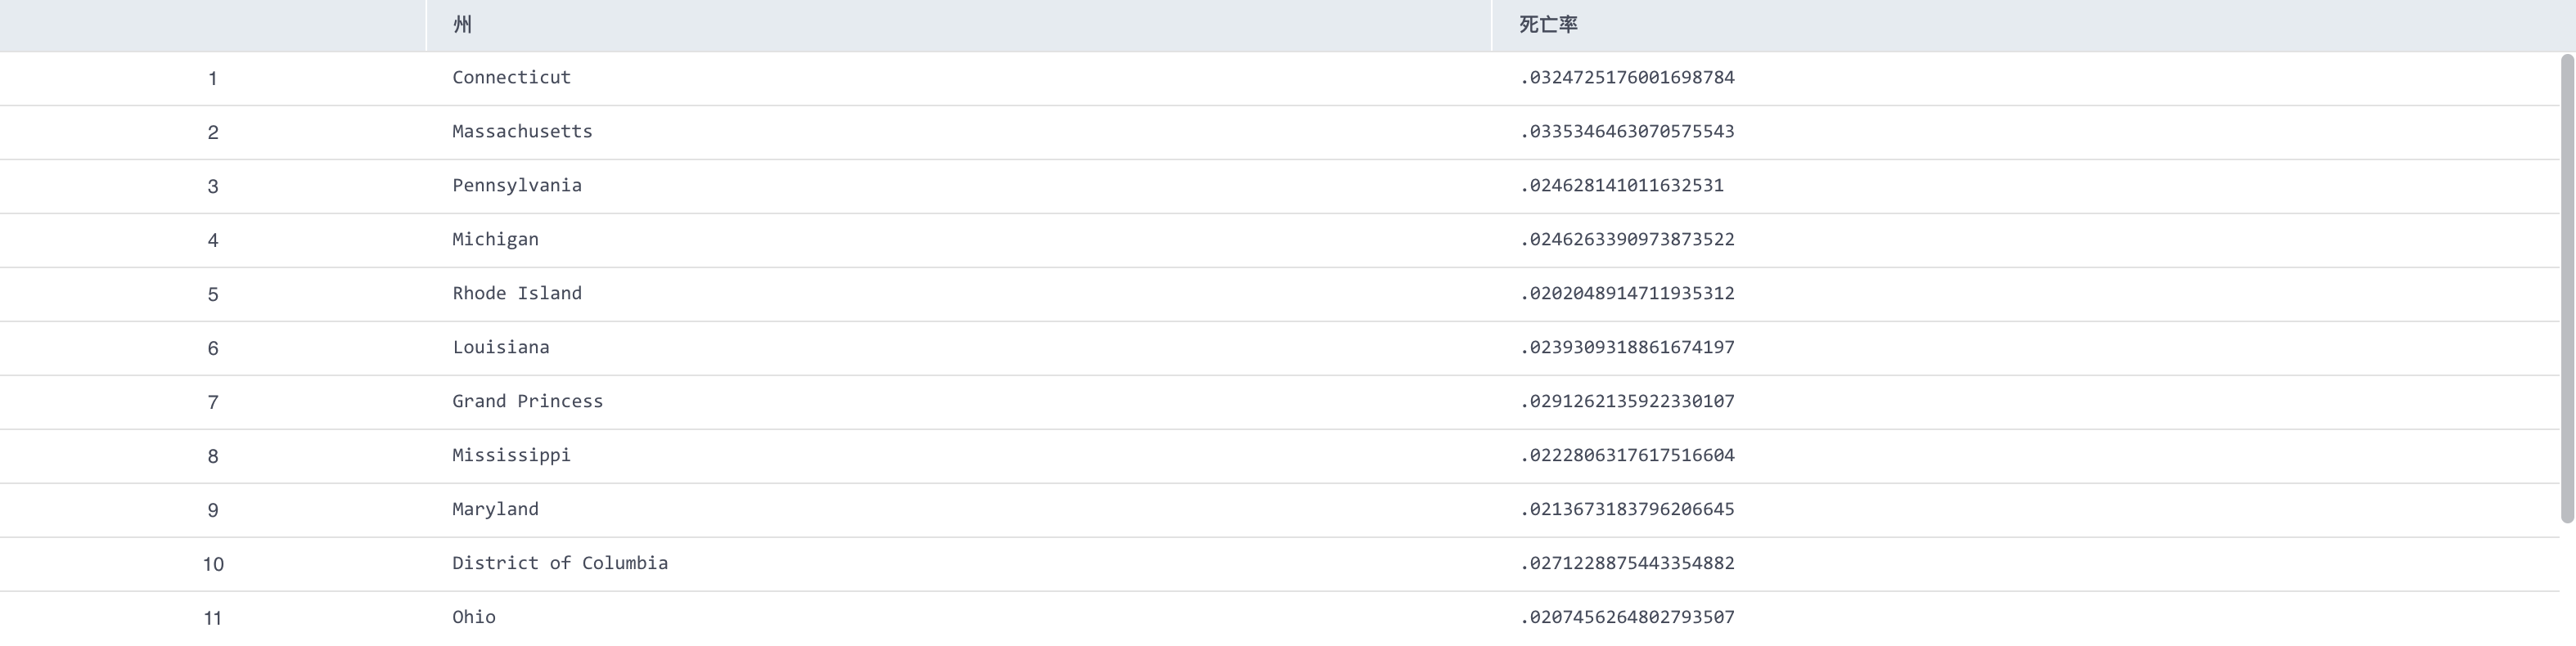 州 死亡率
1 Connecticut .0324725176001698784
2 Massachusetts .0335346463070575543
3 Pennsylvania .024628141011632531
4 Michigan .0246263390973873522
5 Rhode Island .0202048914711935312
6 Louisiana .0239309318861674197
7 Grand Princess .0291262135922330107
8 Mississippi .0222806317617516604
9 Maryland .0213673183796206645
10 District of Columbia .0271228875443354882
11 Ohio .0207456264802793507